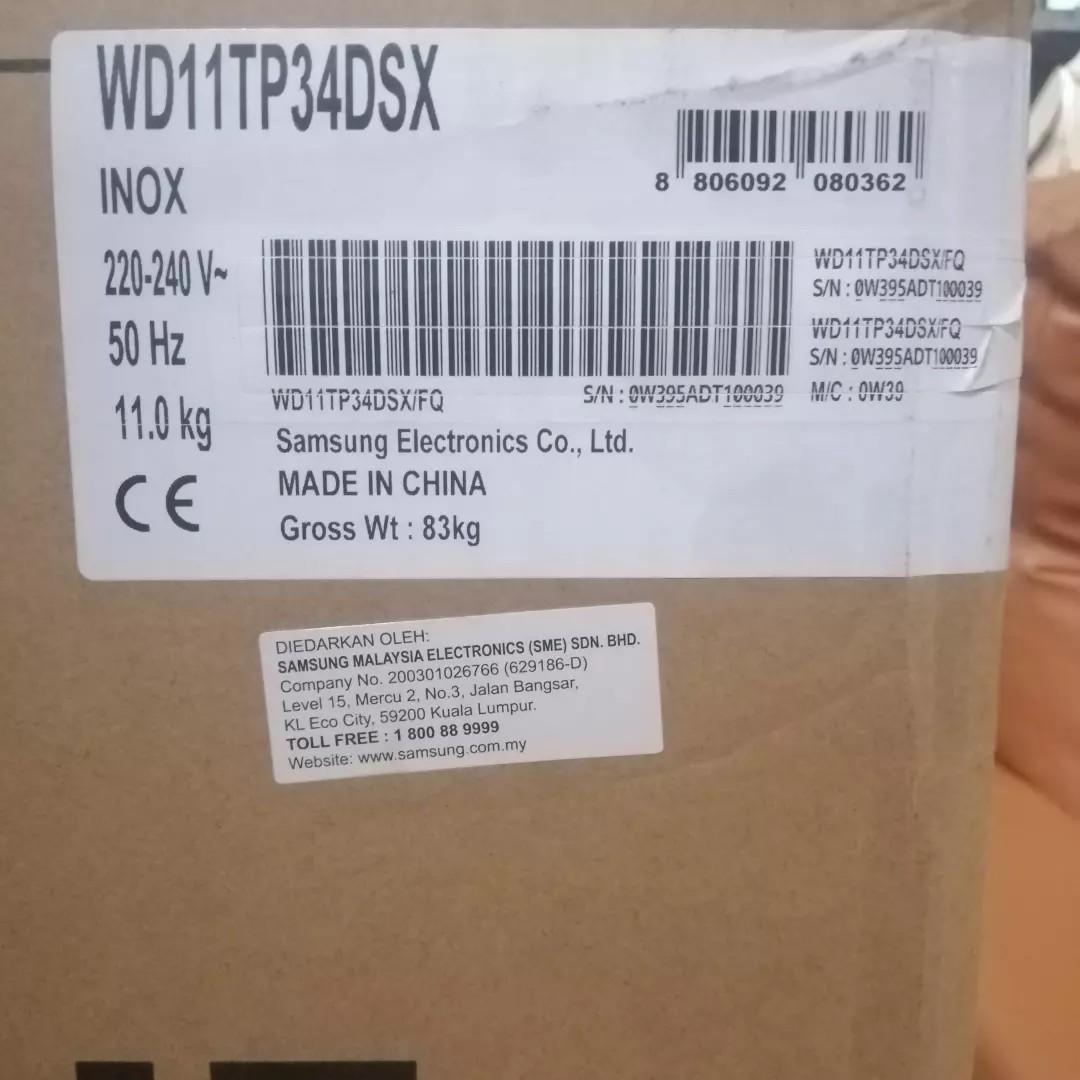 WD11TP34DSX
INOX
220-240 V~
50 Hz
11.0 kg
CE
8 806092 080362
WD11TP34DSX/FQ
S/N : 0W395ADT100039
WD11TP34DSX/FQ
S/N : 0W395ADT100039
M/C : 0W39
WD11TP34DSX/FQ S/N : 0W395ADT100039
Samsung Electronics Co., Ltd.
MADE IN CHINA
Gross Wt : 83kg
DIEDARKAN OLEH:
SAMSUNG MALAYSIA ELECTRONICS (SME) SDN. BHD.
Company No. 200301026766 (629186-D)
Level 15, Mercu 2, No.3, Jalan Bangsar,
KL Eco City, 59200 Kuala Lumpur.
TOLL FREE : 1 800 88 9999
Website: www.samsung.com.my